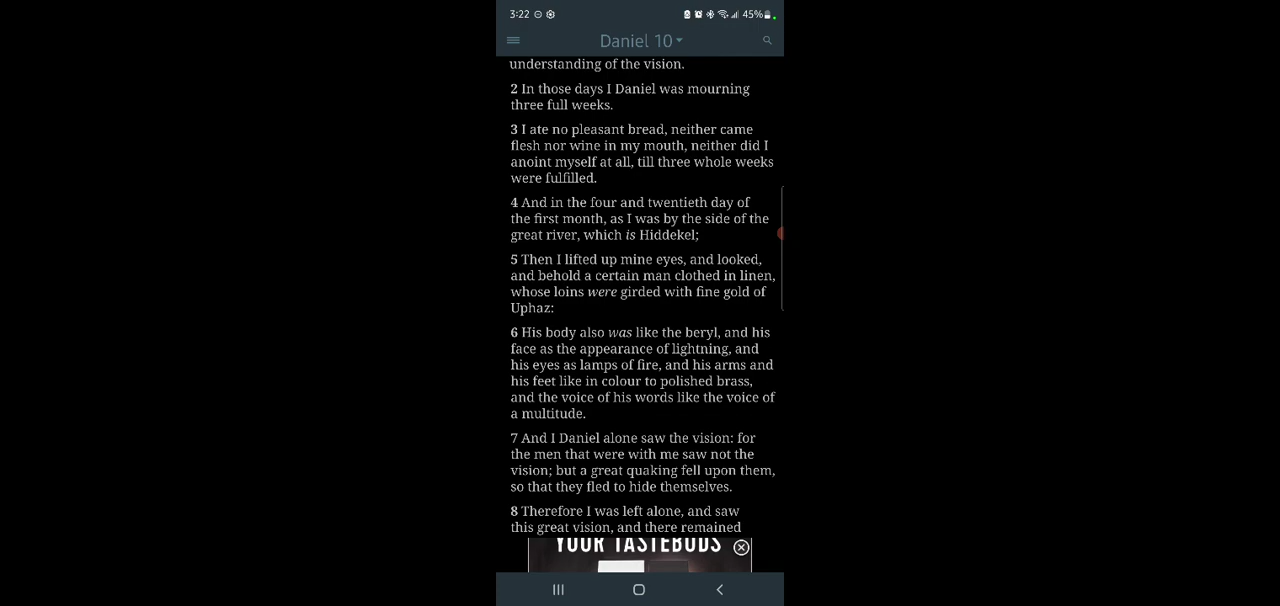 3:22
45%
Daniel 10
understanding of the vision.
2 In those days I Daniel was mourning
three full weeks.
3 I ate no pleasant bread, neither came
flesh nor wine in my mouth, neither did I
anoint myself at all, till three whole weeks
were fulfilled.
4 And in the four and twentieth day of
the first month, as I was by the side of the
great river, which is Hiddekel;
5 Then I lifted up mine eyes, and looked,
and behold a certain man clothed in linen,
whose loins were girded with fine gold of
Uphaz:
6 His body also was like the beryl, and his
face as the appearance of lightning, and
his eyes as lamps of fire, and his arms and
his feet like in colour to polished brass,
and the voice of his words like the voice of
a multitude.
7 And I Daniel alone saw the vision: for
the men that were with me saw not the
vision; but a great quaking fell upon them,
so that they fled to hide themselves.
8 Therefore I was left alone, and saw
this great vision, and there remained
YOUR TASTEBUDS